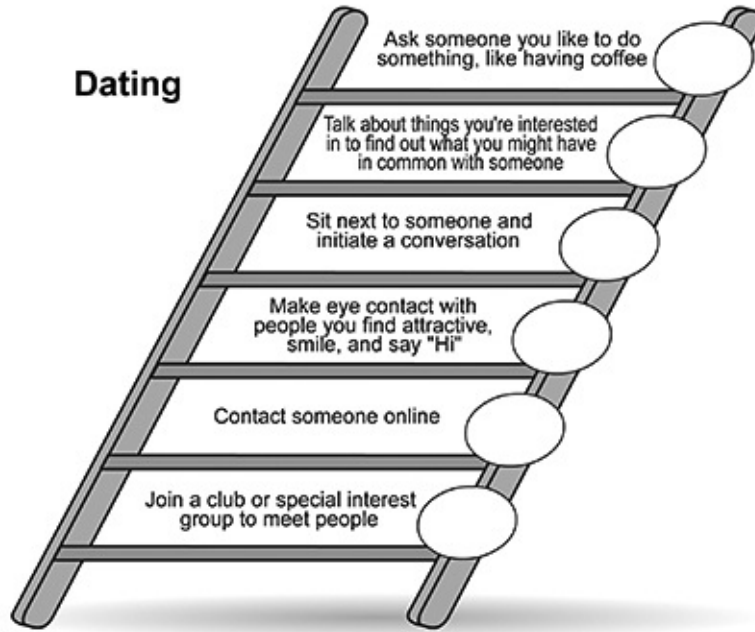 Dating
Ask someone you like to do
something, like having coffee
Talk about things you're interested
in to find out what you might have
in common with someone
Sit next to someone and
initiate a conversation
Make eye contact with
people you find attractive,
smile, and say "Hi"
Contact someone online
Join a club or special interest
group to meet people